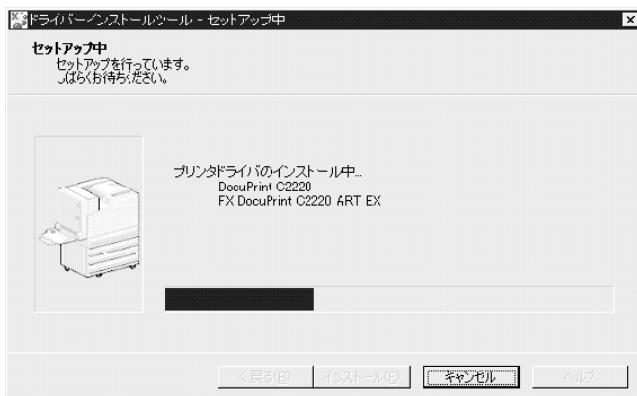 ドライバーインストールツール - セットアップ中
セットアップ中
セットアップを行っています。
しばらくお待ちください。
プリンタドライバのインストール中...
DocuPrint C2220
FX DocuPrint C2220 ART EX
< 戻る(B)
インストール(F)
キャンセル
ヘルプ